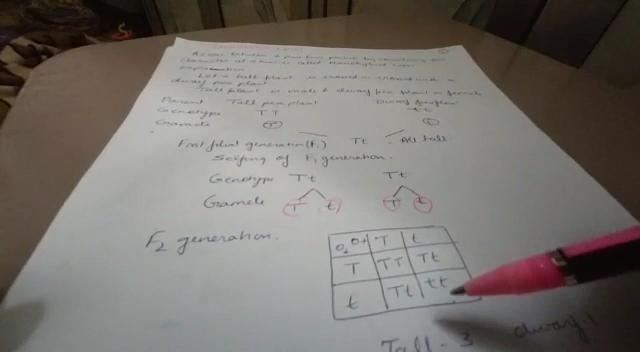 A cross between a pure two parents by considering one
character at a time is called monohybrid cross
explanation
Let a tall plant is crossed with a
dwarf pea plant
Tall plant is male & dwarf pea plant is female
Parent Tall pea plant Dwarf pea plant
Genotype TT tt
Gamete T t
First filial generation (F1) Tt - All tall
Selfing of F1 generation.
Genotype Tt Tt
Gamete T t T t
F2 generation.
T t
T TT Tt
t Tt tt
Tall - 3 dwarf 1